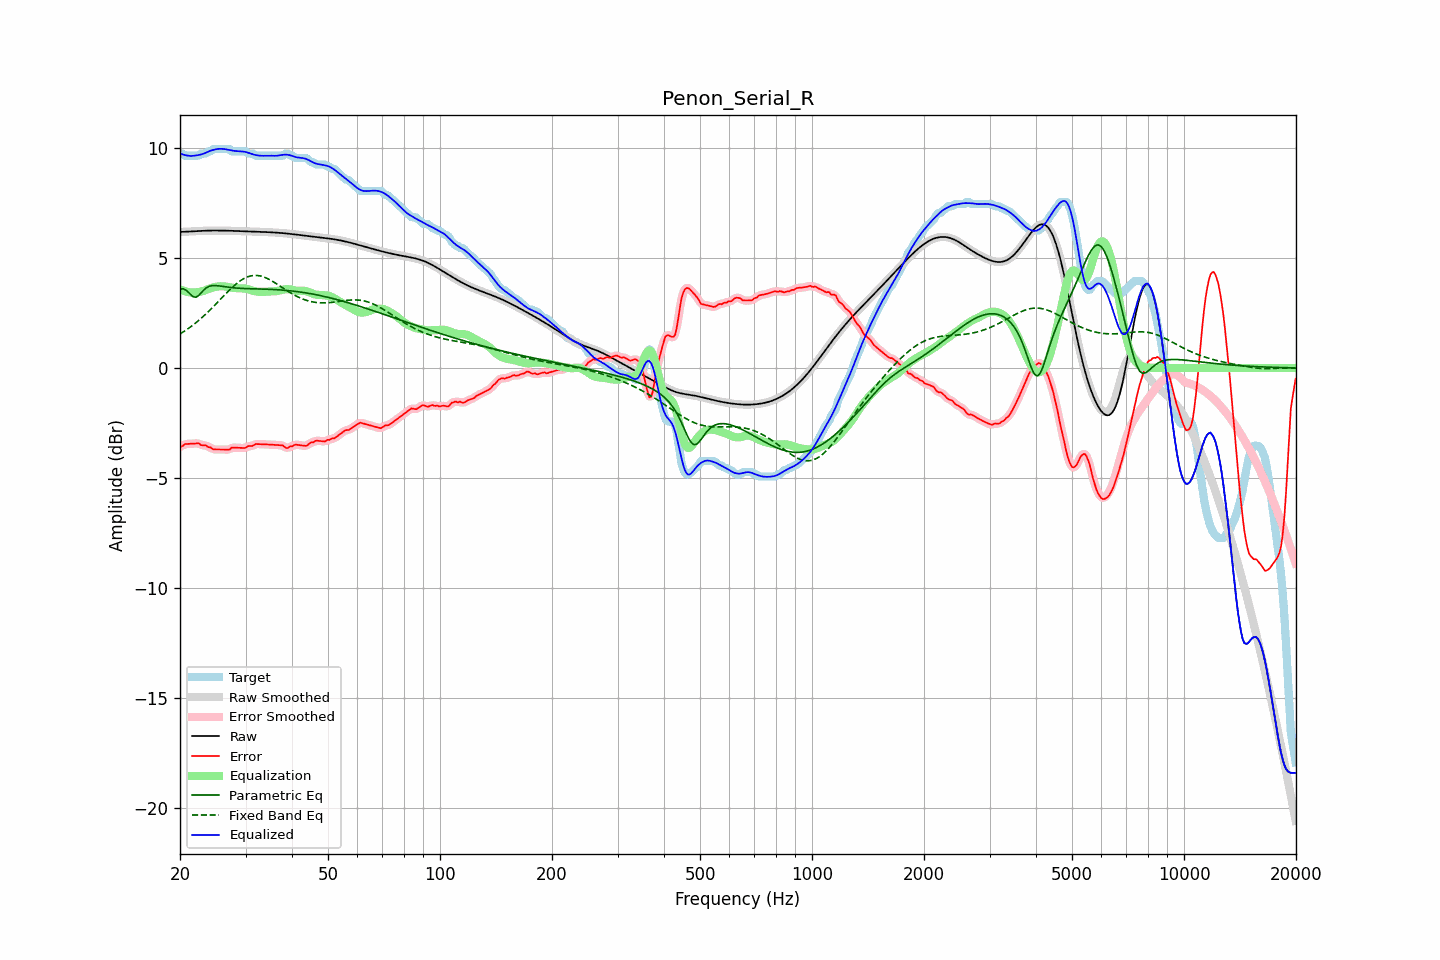 Penon_Serial_R
Amplitude (dBr)
10
5
0
−5
−10
−15
−20
Target
Raw Smoothed
Error Smoothed
Raw
Error
Equalization
Parametric Eq
Fixed Band Eq
Equalized
20 50 100 200 500 1000 2000 5000 10000 20000
Frequency (Hz)